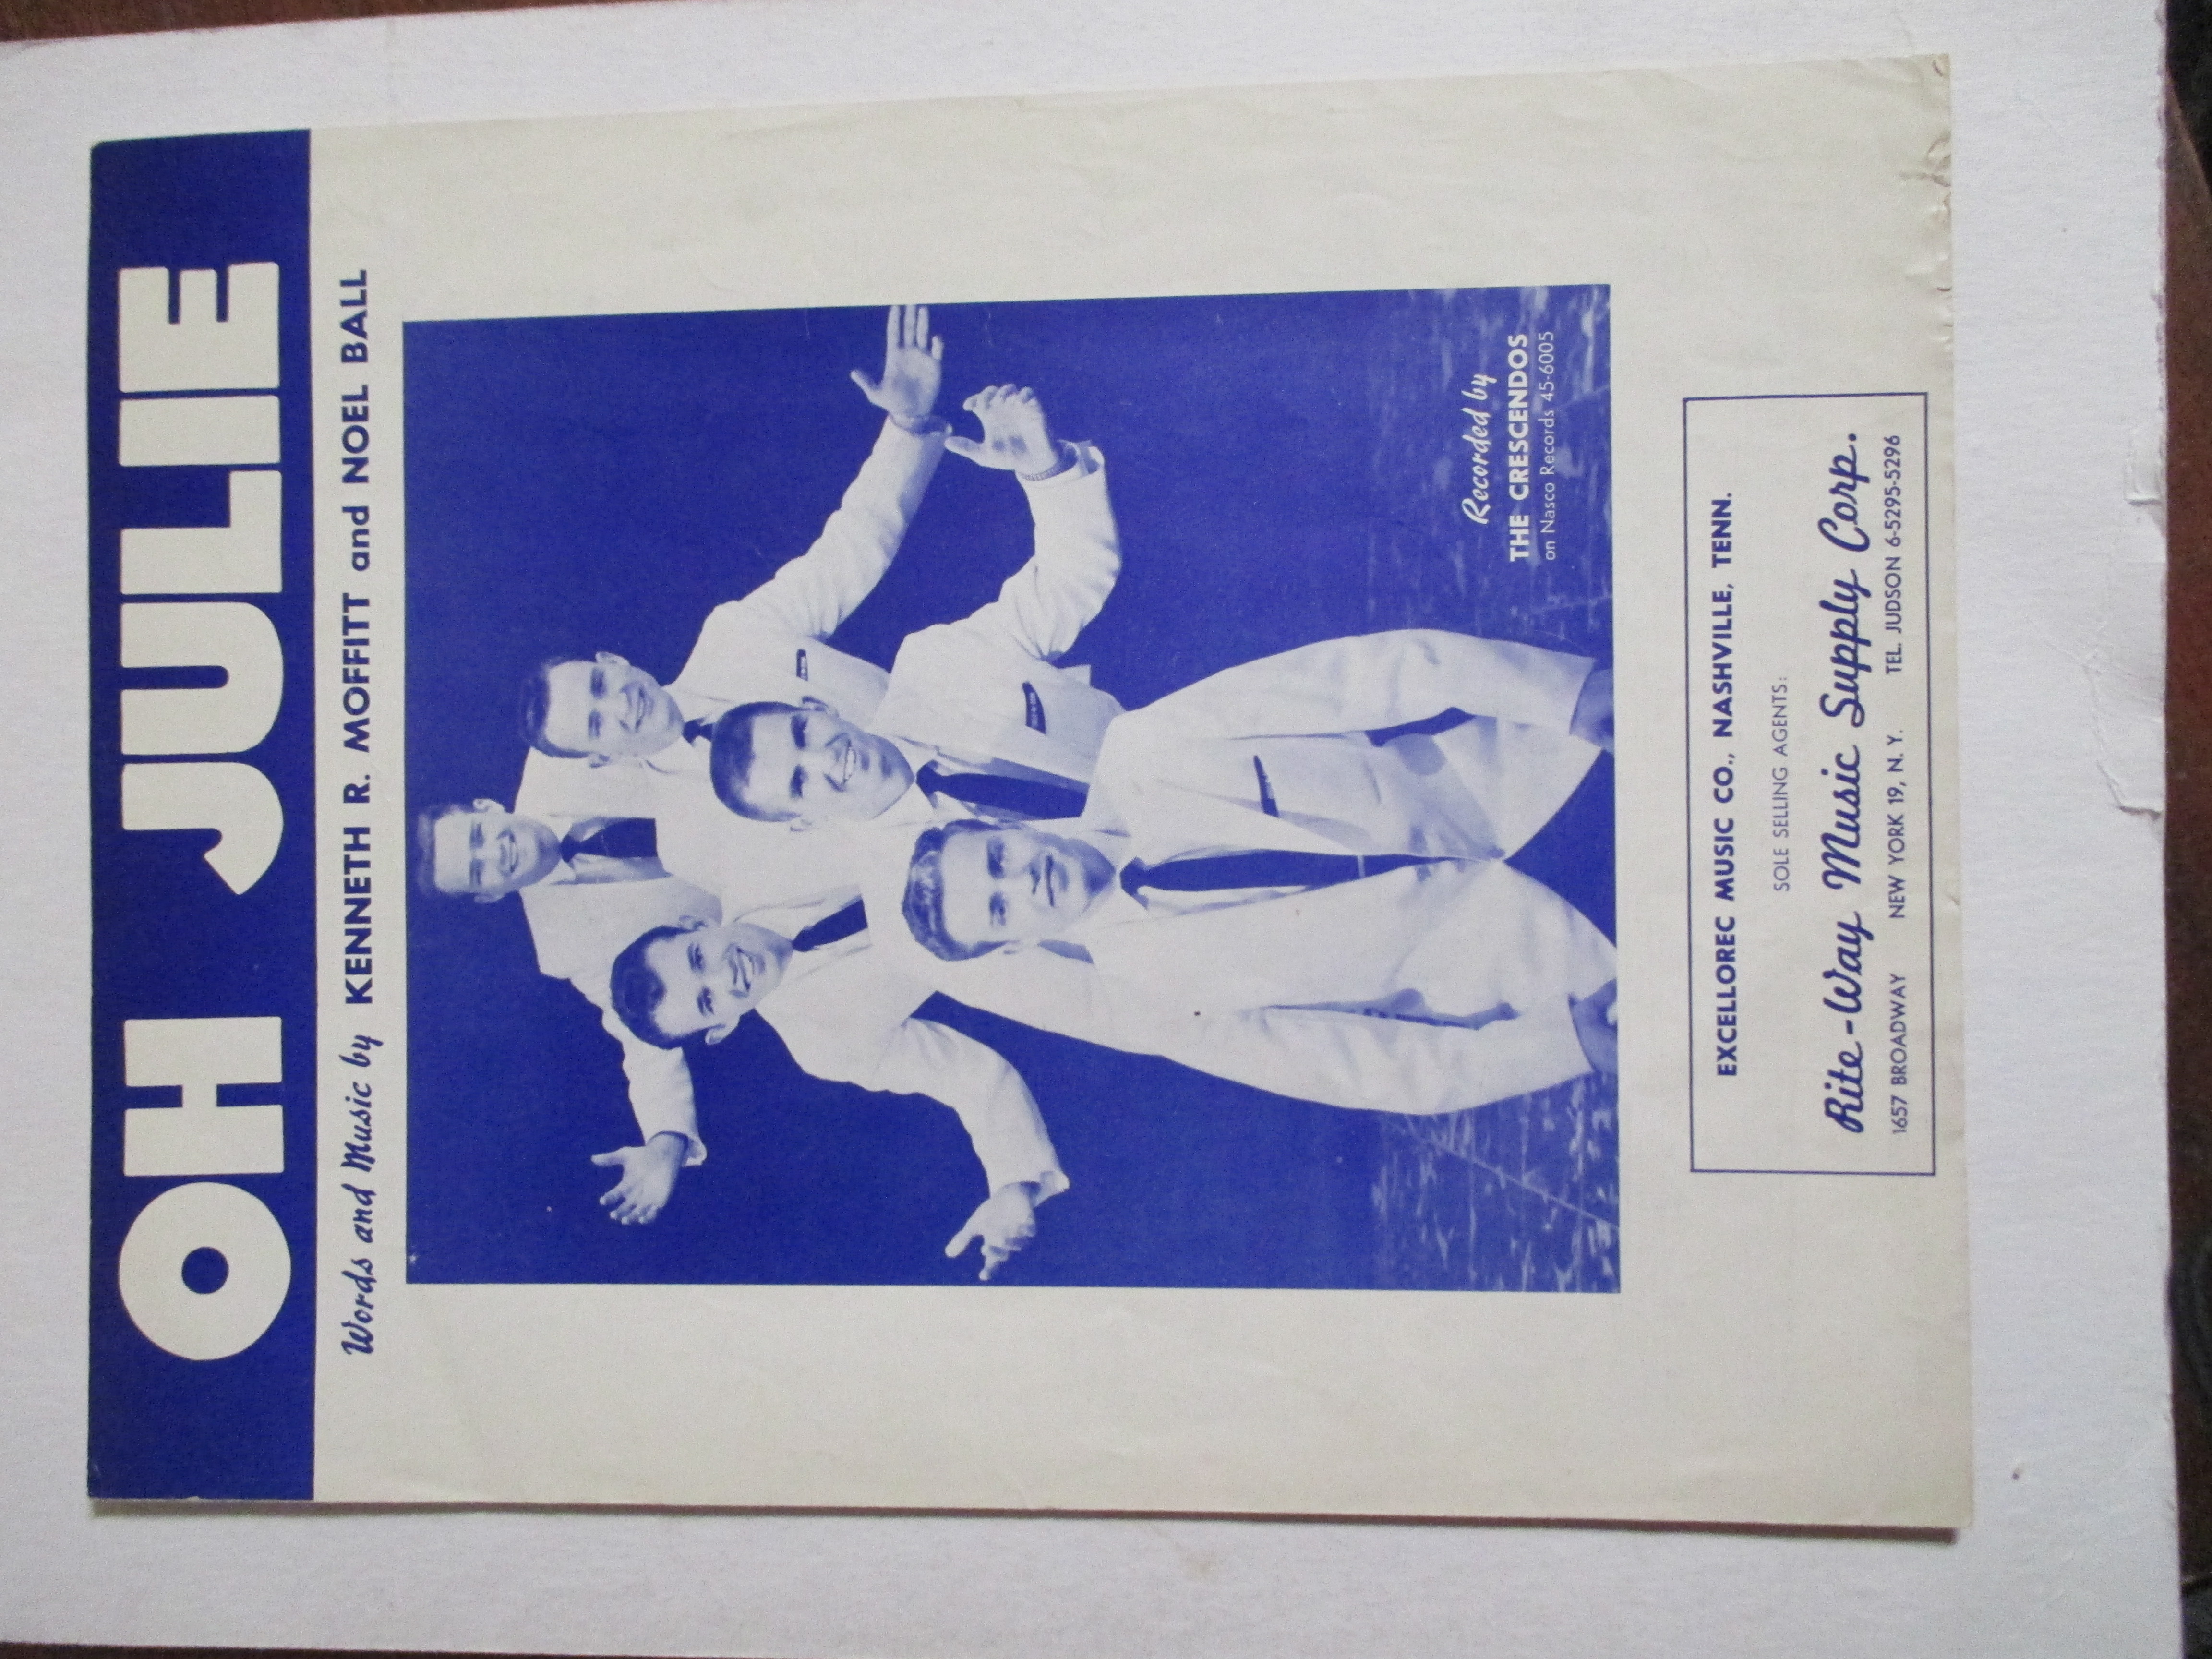 OH JULIE
Words and Music by KENNETH R. MOFFITT and NOEL BALL
Recorded by
THE CRESCENDOS
on Nasco Records 45-6005
EXCELLOREC MUSIC CO., NASHVILLE, TENN.
SOLE SELLING AGENTS:
Rite-Way Music Supply Corp.
1657 BROADWAY NEW YORK 19, N. Y. TEL. JUDSON 6-5295-5296